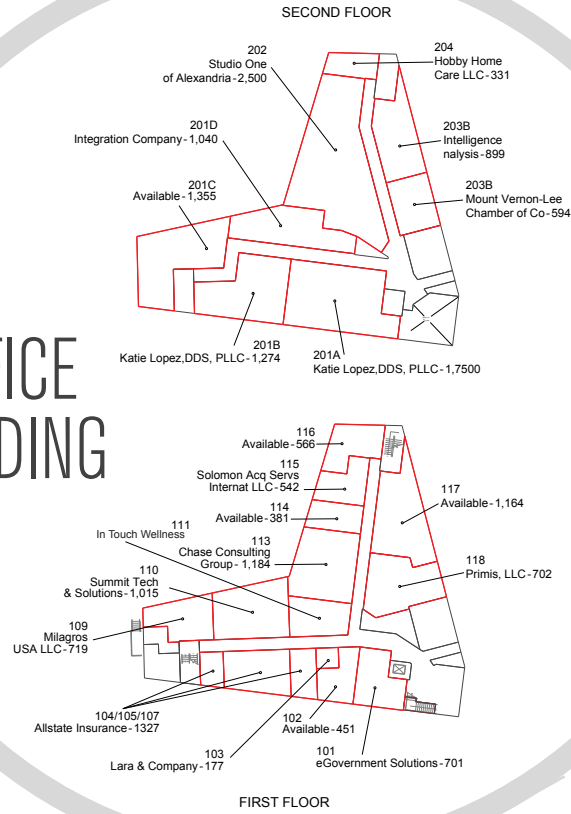 SECOND FLOOR
202
Studio One
of Alexandria-2,500
204
Hobby Home
Care LLC-331
201D
Integration Company-1,040
203B
Intelligence
nalysis-899
201C
Available-1,355
203B
Mount Vernon-Lee
Chamber of Co-594
201B
Katie Lopez,DDS, PLLC-1,274
201A
Katie Lopez,DDS, PLLC-1,7500
FICE
DING
116
Available-566
115
Solomon Acq Servs
Internat LLC-542
114
Available-381
117
Available-1,164
111
In Touch Wellness
113
Chase Consulting
Group-1,184
118
Primis, LLC-702
110
Summit Tech
& Solutions-1,015
109
Milagros
USA LLC-719
104/105/107
Allstate Insurance-1327
102
Available-451
103
Lara & Company-177
101
eGovernment Solutions-701
FIRST FLOOR